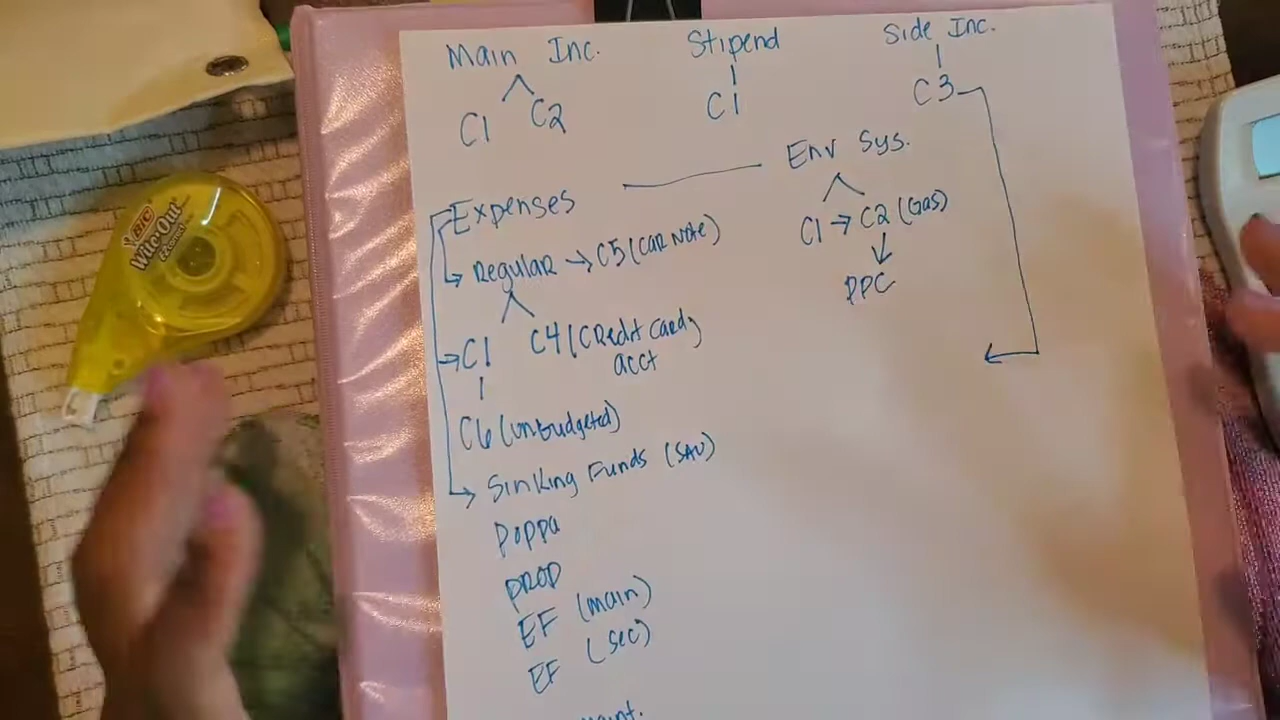 Main Inc.
Stipend
Side Inc.
C1
C2
C1
C3
Env Sys.
Expenses
C1 → C2 (Gas)
Regular → C5 (CAR Note)
PPC
C1
C4 (Credit Card)
acct
C6 (unBudgeted)
Sinking Funds (SAV)
Poppa
PROD
EF (main)
EF (Sec)
BIC
Wite-Out